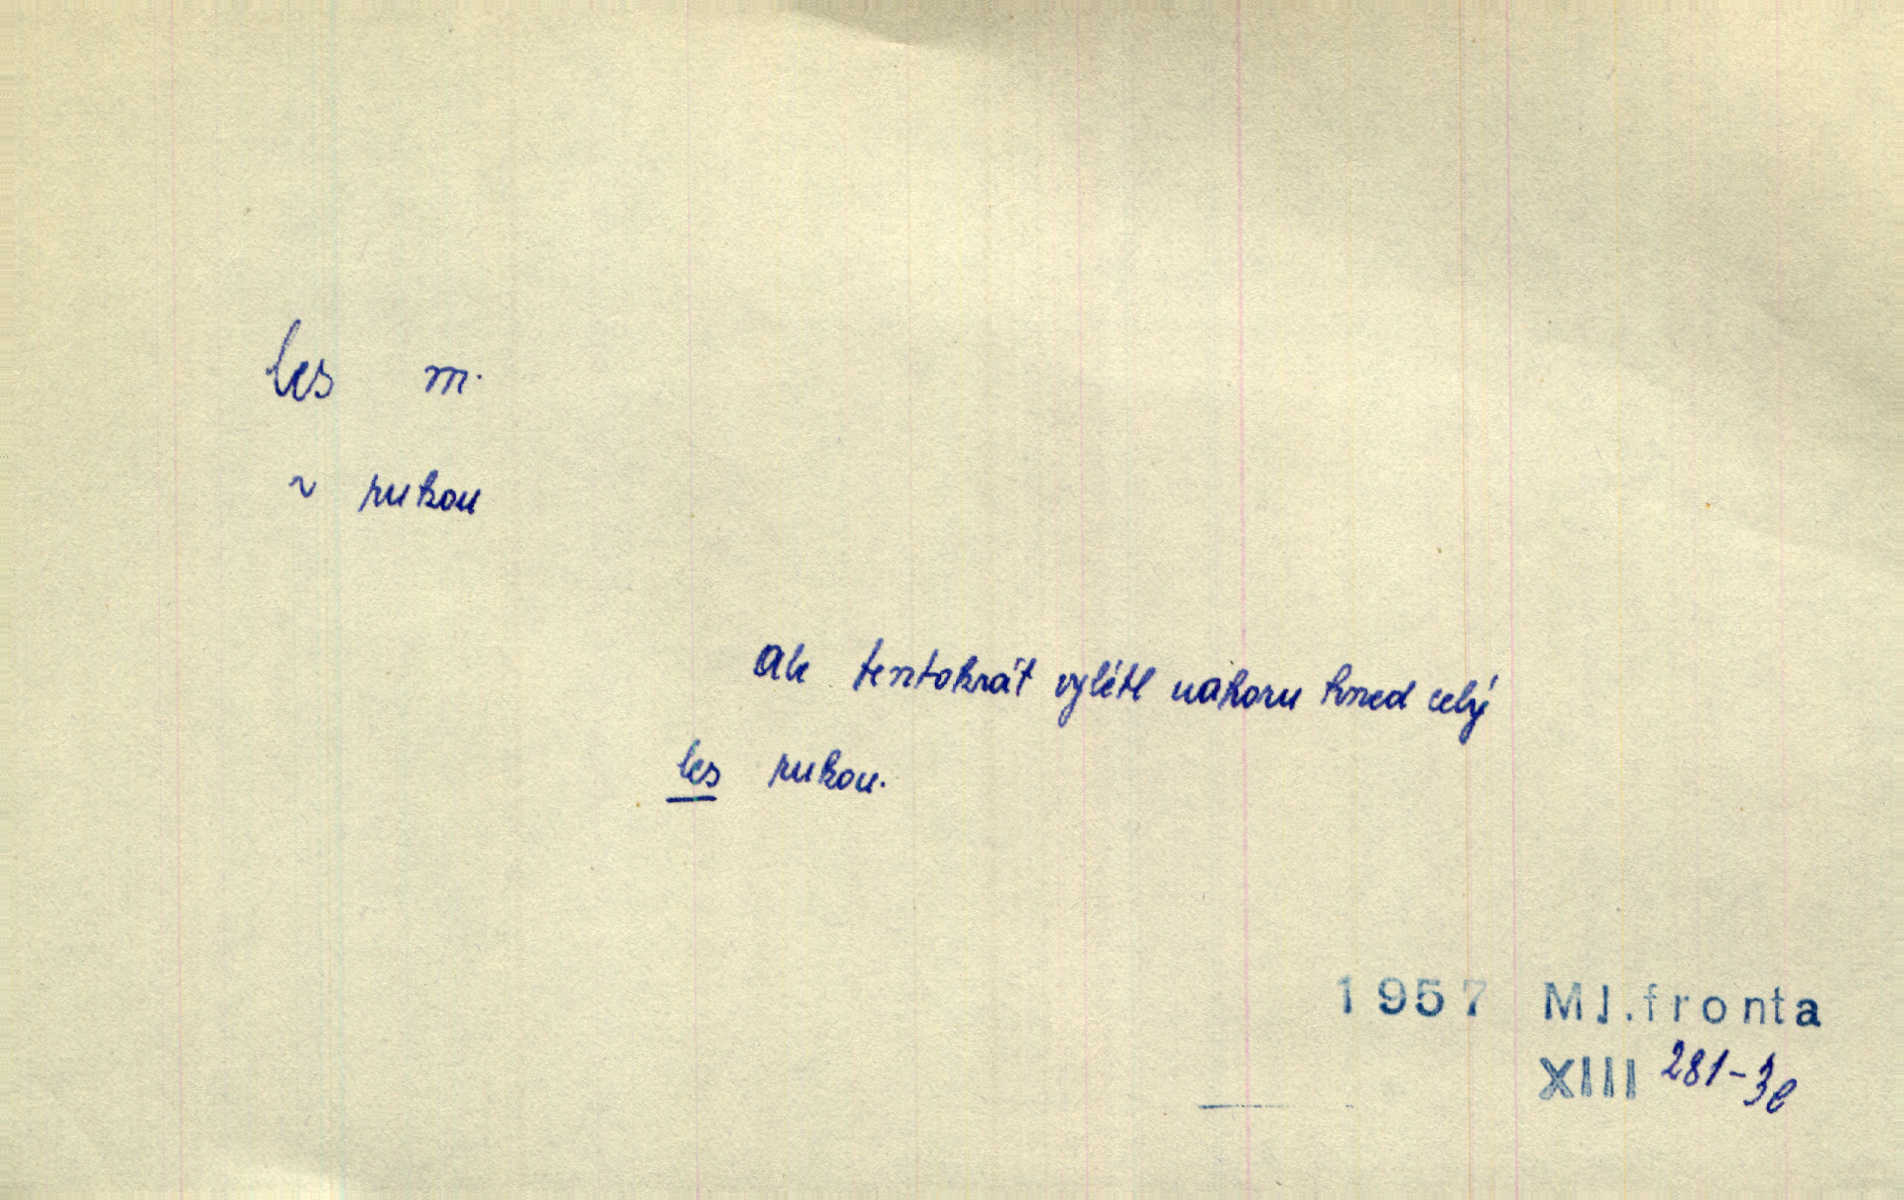 les m.
~ rukou
Ale tentokrát vylétl nahoru hned celý
les rukou.
1957 Ml.fronta
XIII 281-3e